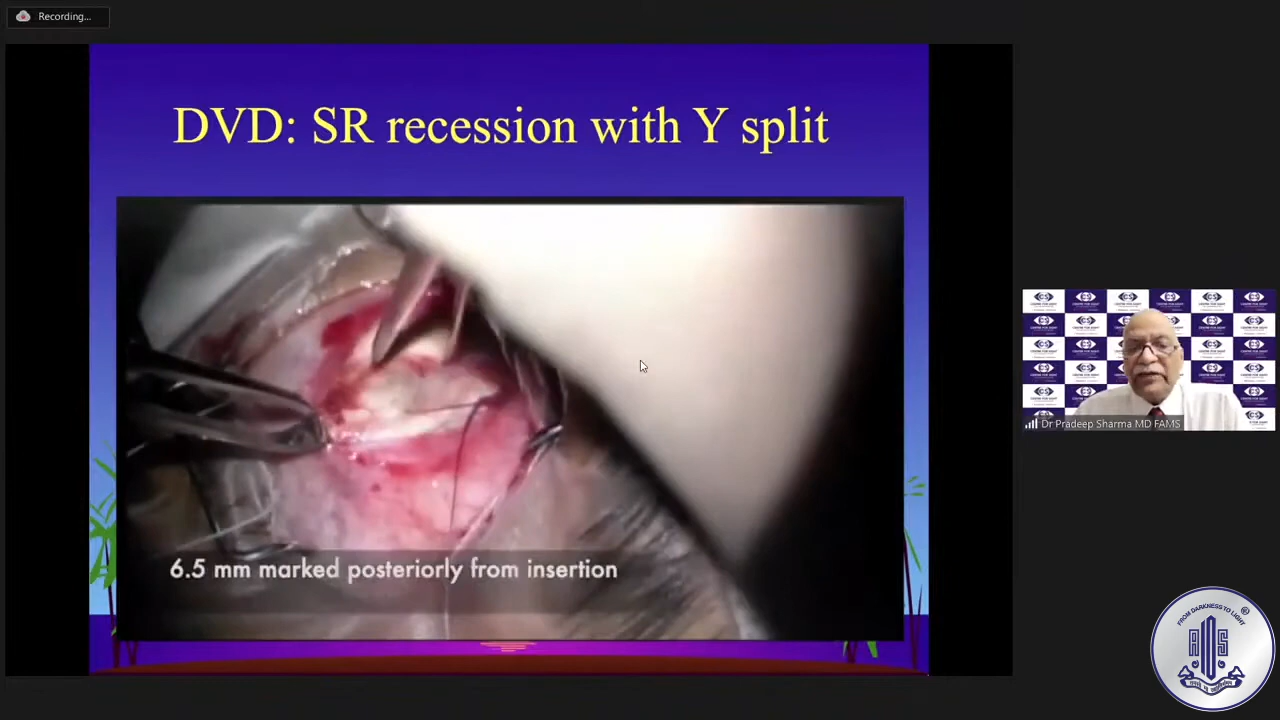 Recording...
DVD: SR recession with Y split
6.5 mm marked posteriorly from insertion
Dr Pradeep Sharma MD FAMS
FROM DARKNESS TO LIGHT